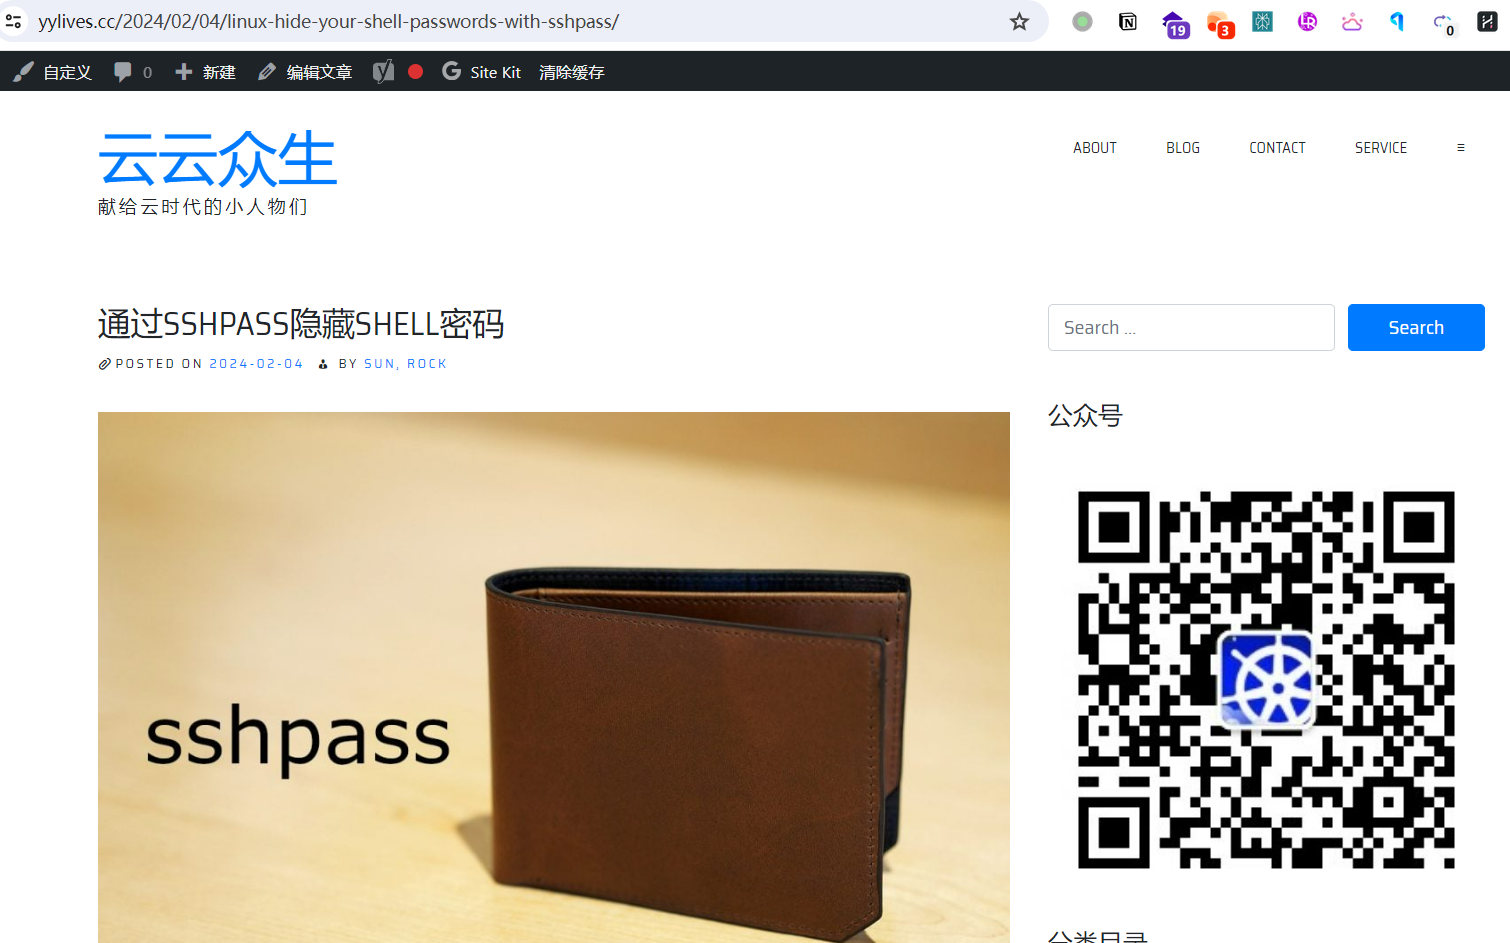 yylives.cc/2024/02/04/linux-hide-your-shell-passwords-with-sshpass/
19
3
0
自定义 0 新建 编辑文章 Site Kit 清除缓存
云云众生
献给云时代的小人物们
ABOUT BLOG CONTACT SERVICE ≡
通过SSHPASS隐藏SHELL密码
POSTED ON 2024-02-04 BY SUN, ROCK
Search ...
Search
公众号
sshpass
分类目录